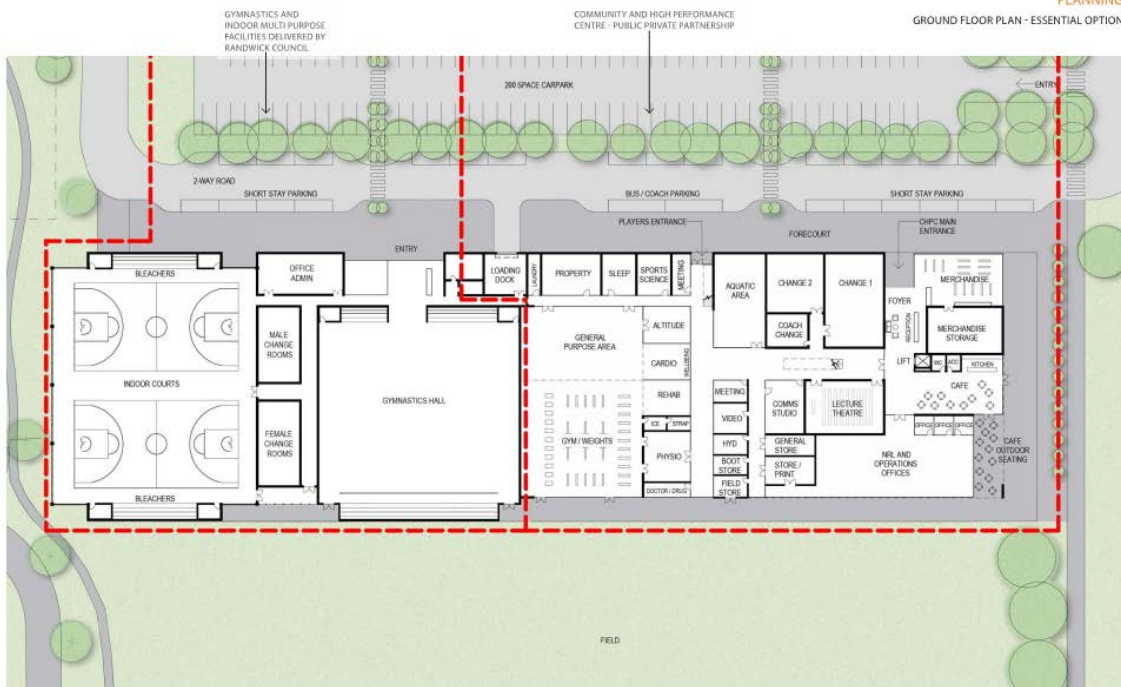 PLANNING
GROUND FLOOR PLAN - ESSENTIAL OPTION
GYMNASTICS AND
INDOOR MULTI PURPOSE
FACILITIES DELIVERED BY
RANDWICK COUNCIL
COMMUNITY AND HIGH PERFORMANCE
CENTRE - PUBLIC PRIVATE PARTNERSHIP
200 SPACE CARPARK
ENTRY
2-WAY ROAD
SHORT STAY PARKING
BUS / COACH PARKING
SHORT STAY PARKING
PLAYERS ENTRANCE
FORECOURT
CHPC MAIN
ENTRANCE
ENTRY
BLEACHERS
OFFICE
ADMIN
LOADING
DOCK
LAUNDRY
PROPERTY
SLEEP
SPORTS
SCIENCE
MEETING
AQUATIC
AREA
CHANGE 2
CHANGE 1
MERCHANDISE
FOYER
RECEPTION
MERCHANDISE
STORAGE
MALE
CHANGE
ROOMS
GENERAL
PURPOSE AREA
ALTITUDE
COACH
CHANGE
CARDIO
WELLBEING
LIFT
WC
ACC
KITCHEN
INDOOR COURTS
GYMNASTICS HALL
REHAB
MEETING
COMMS
STUDIO
LECTURE
THEATRE
CAFE
FEMALE
CHANGE
ROOMS
ICE
STRAP
VIDEO
OFFICE
OFFICE
OFFICE
GYM / WEIGHTS
PHYSIO
HYD
GENERAL
STORE
CAFE
OUTDOOR
SEATING
BOOT
STORE
STORE /
PRINT
NRL AND
OPERATIONS
OFFICES
DOCTOR / DRUG
FIELD
STORE
BLEACHERS
FIELD